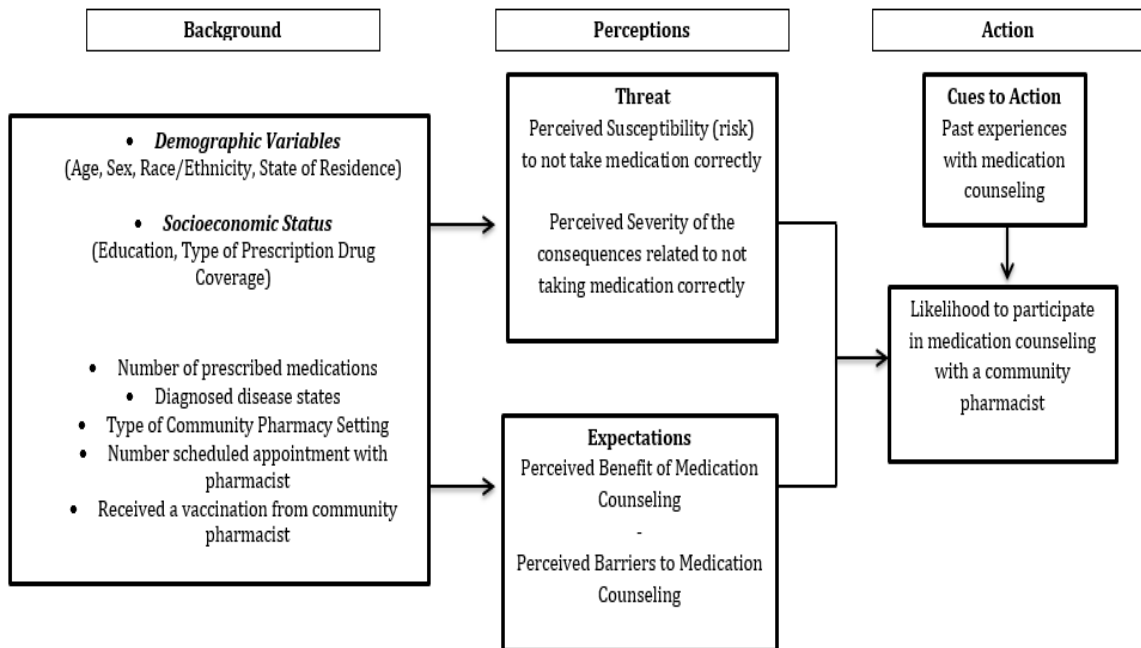 Background
Perceptions
Action
• Demographic Variables
(Age, Sex, Race/Ethnicity, State of Residence)
• Socioeconomic Status
(Education, Type of Prescription Drug
Coverage)
• Number of prescribed medications
• Diagnosed disease states
• Type of Community Pharmacy Setting
• Number scheduled appointment with
pharmacist
• Received a vaccination from community
pharmacist
Threat
Perceived Susceptibility (risk)
to not take medication correctly
Perceived Severity of the
consequences related to not
taking medication correctly
Expectations
Perceived Benefit of Medication
Counseling
-
Perceived Barriers to Medication
Counseling
Cues to Action
Past experiences
with medication
counseling
Likelihood to participate
in medication counseling
with a community
pharmacist